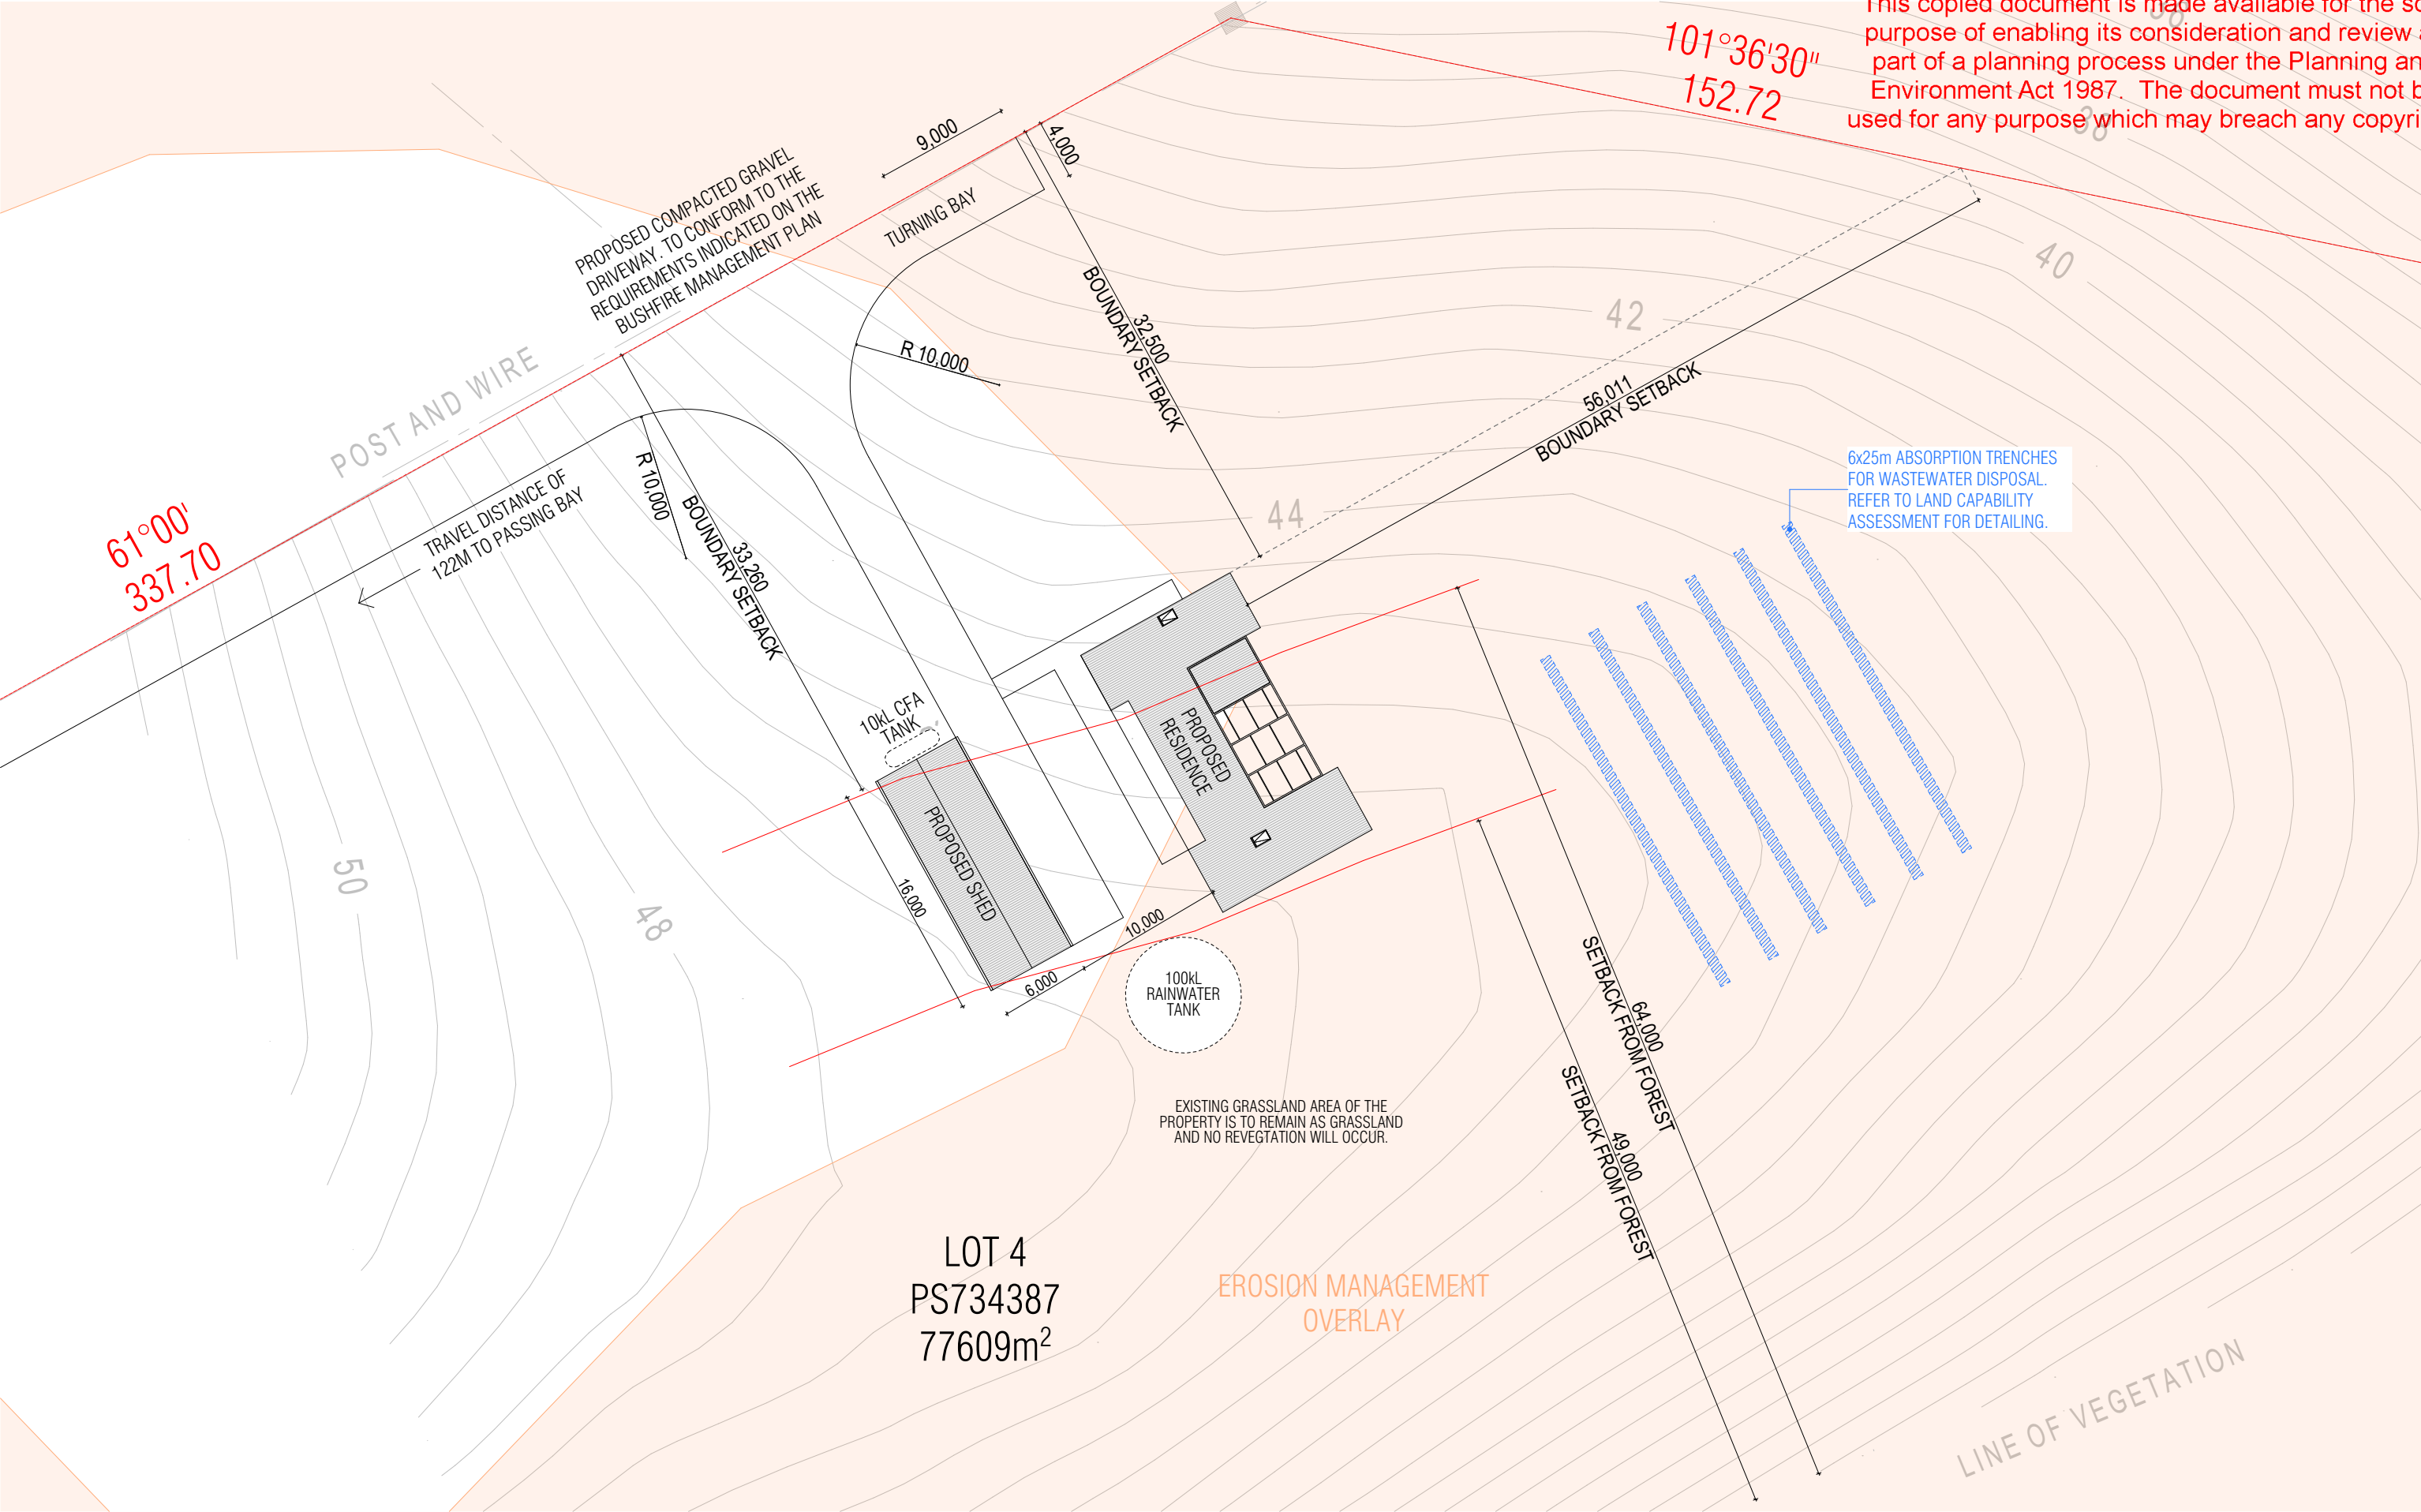 This copied document is made available for the
purpose of enabling its consideration and review
part of a planning process under the Planning
Environment Act 1987.  The document must not
used for any purpose which may breach any
101°36'30"
152.72
38
9,000
4,000
TURNING BAY
PROPOSED COMPACTED GRAVEL
DRIVEWAY. TO CONFORM TO THE
REQUIREMENTS INDICATED ON THE
BUSHFIRE MANAGEMENT PLAN
POST AND WIRE
R 10,000
32,500
BOUNDARY SETBACK
42
40
56,011
BOUNDARY SETBACK
44
6x25m ABSORPTION TRENCHES
FOR WASTEWATER DISPOSAL.
REFER TO LAND CAPABILITY
ASSESSMENT FOR DETAILING.
61°00'
337.70
TRAVEL DISTANCE OF
122M TO PASSING BAY
R 10,000
33,260
BOUNDARY SETBACK
10kL CFA
TANK
PROPOSED SHED
PROPOSED
RESIDENCE
16,000
6,000
10,000
50
48
100kL
RAINWATER
TANK
EXISTING GRASSLAND AREA OF THE
PROPERTY IS TO REMAIN AS GRASSLAND
AND NO REVEGTATION WILL OCCUR.
64,000
SETBACK FROM FOREST
49,000
SETBACK FROM FOREST
LOT 4
PS734387
77609m²
EROSION MANAGEMENT
OVERLAY
LINE OF VEGETATION